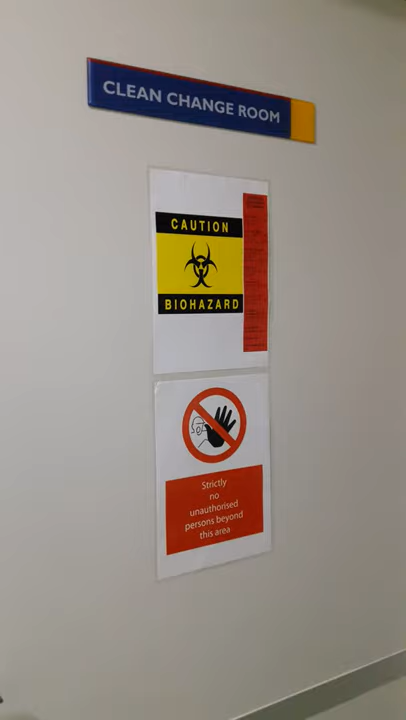 CLEAN CHANGE ROOM
CAUTION
BIOHAZARD
Strictly
no
unauthorised
persons beyond
this area